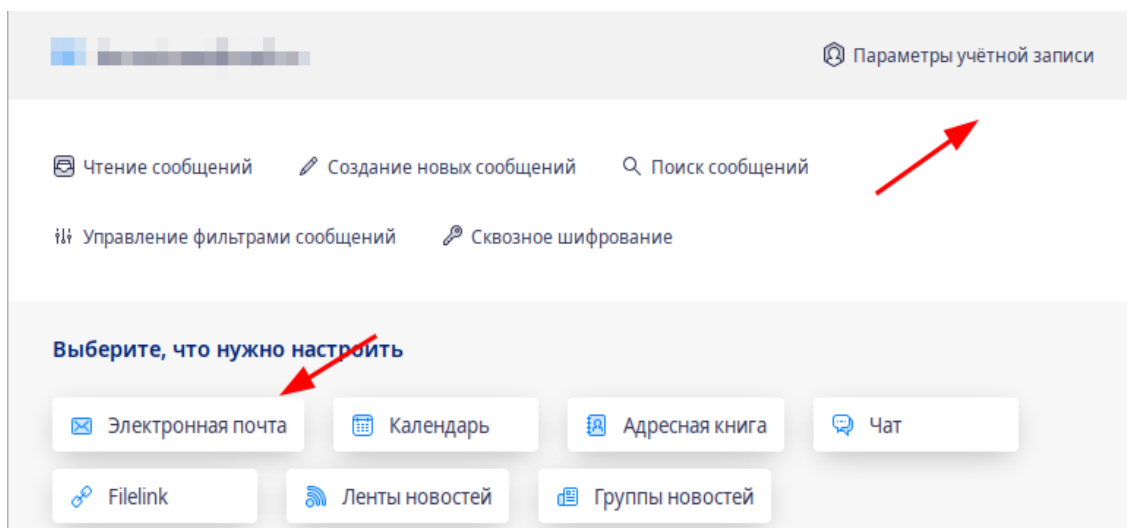 Параметры учётной записи
Чтение сообщений Создание новых сообщений Поиск сообщений
Управление фильтрами сообщений Сквозное шифрование
Выберите, что нужно настроить
Электронная почта Календарь Адресная книга Чат
Filelink Ленты новостей Группы новостей